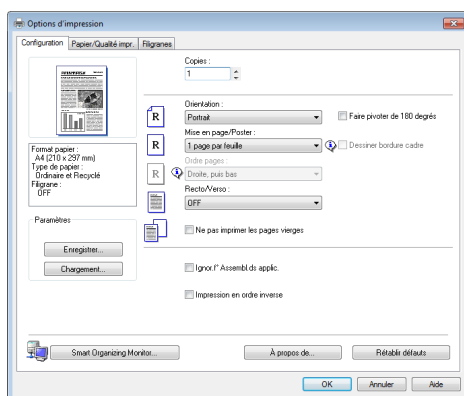 Options d'impression
Configuration
Papier/Qualité impr.
Filigranes
Copies :
1
Orientation :
R
Portrait
Faire pivoter de 180 degrés
Mise en page/Poster :
R
1 page par feuille
Dessiner bordure cadre
Ordre pages :
R
Droite, puis bas
Recto/Verso :
OFF
Ne pas imprimer les pages vierges
Ignor.f° Assembl.ds applic.
Impression en ordre inverse
Format papier :
A4 (210 x 297 mm)
Type de papier :
Ordinaire et Recyclé
Filigrane :
OFF
Paramètres
Enregistrer...
Chargement...
Smart Organizing Monitor...
À propos de...
Rétablir défauts
OK
Annuler
Aide